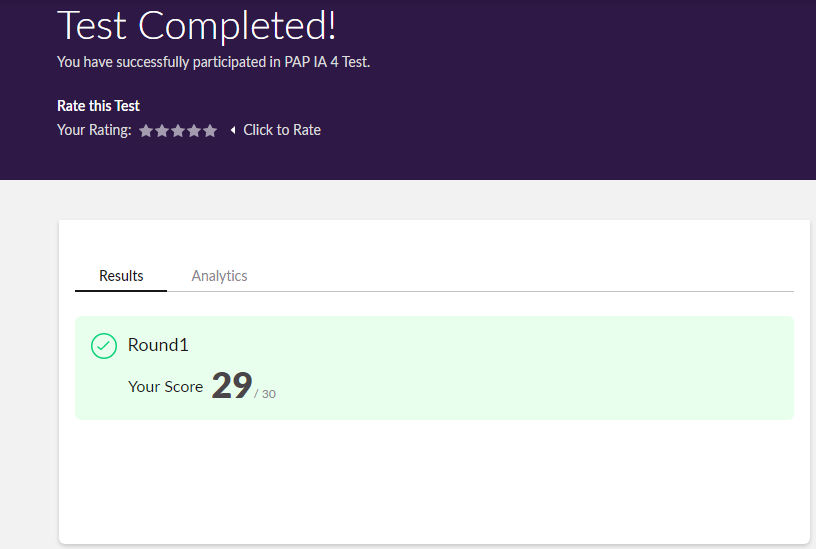 Test Completed!
You have successfully participated in PAP IA 4 Test.
Rate this Test
Your Rating: Click to Rate
Results Analytics
Round1
Your Score 29 / 30